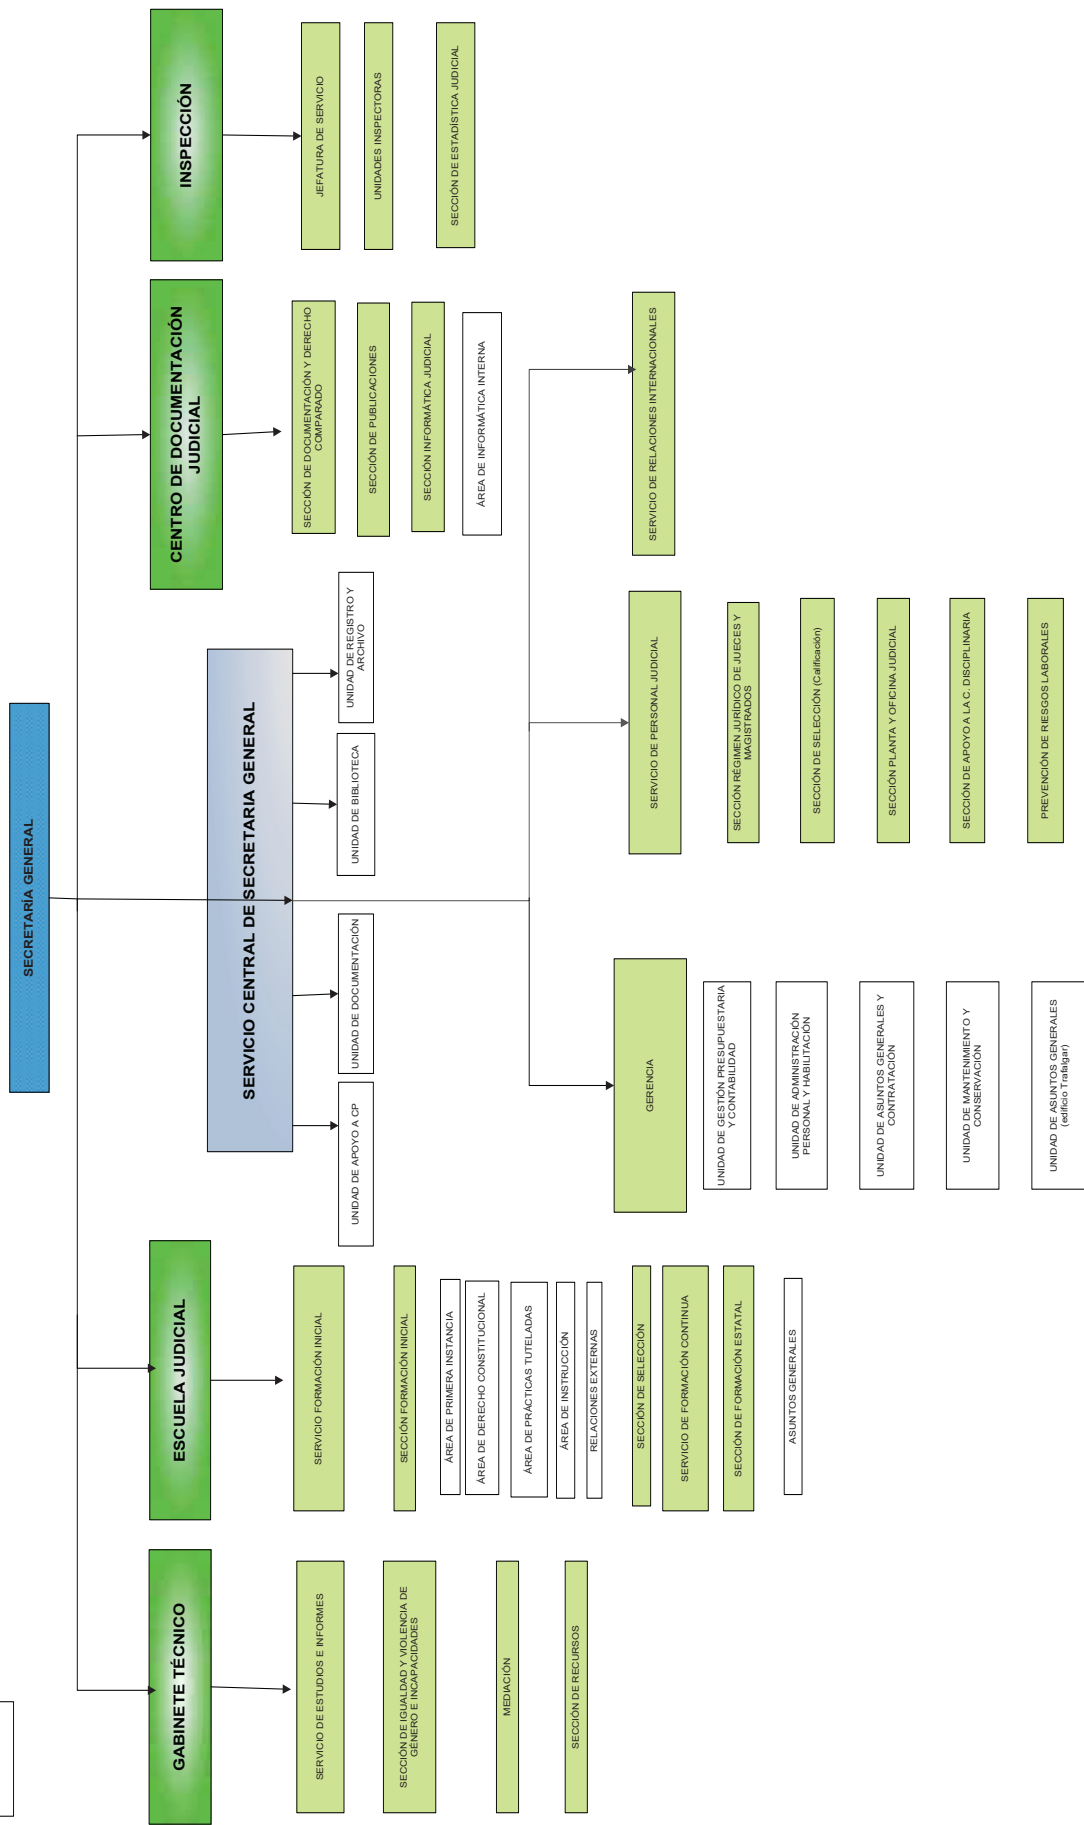 SECRETARÍA GENERAL
GABINETE TÉCNICO
SERVICIO DE ESTUDIOS E INFORMES
SECCIÓN DE IGUALDAD Y VIOLENCIA DE
GÉNERO E INCAPACIDADES
MEDIACIÓN
SECCIÓN DE RECURSOS
ESCUELA JUDICIAL
SERVICIO FORMACIÓN INICIAL
SECCIÓN FORMACIÓN INICIAL
ÁREA DE PRIMERA INSTANCIA
ÁREA DE DERECHO CONSTITUCIONAL
ÁREA DE PRÁCTICAS TUTELADAS
ÁREA DE INSTRUCCIÓN
RELACIONES EXTERNAS
SECCIÓN DE SELECCIÓN
SERVICIO DE FORMACIÓN CONTINUA
SECCIÓN DE FORMACIÓN ESTATAL
ASUNTOS GENERALES
SERVICIO CENTRAL DE SECRETARIA GENERAL
UNIDAD DE APOYO A CP
UNIDAD DE DOCUMENTACIÓN
UNIDAD DE BIBLIOTECA
UNIDAD DE REGISTRO Y
ARCHIVO
GERENCIA
UNIDAD DE GESTIÓN PRESUPUESTARIA
Y CONTABILIDAD
UNIDAD DE ADMINISTRACIÓN
PERSONAL Y HABILITACIÓN
UNIDAD DE ASUNTOS GENERALES Y
CONTRATACIÓN
UNIDAD DE MANTENIMIENTO Y
CONSERVACIÓN
UNIDAD DE ASUNTOS GENERALES
(edificio Trafalgar)
SERVICIO DE PERSONAL JUDICIAL
SECCIÓN RÉGIMEN JURÍDICO DE JUECES Y
MAGISTRADOS
SECCIÓN DE SELECCIÓN (Calificación)
SECCIÓN PLANTA Y OFICINA JUDICIAL
SECCIÓN DE APOYO A LA C. DISCIPLINARIA
PREVENCIÓN DE RIESGOS LABORALES
SERVICIO DE RELACIONES INTERNACIONALES
CENTRO DE DOCUMENTACIÓN
JUDICIAL
SECCIÓN DE DOCUMENTACIÓN Y DERECHO
COMPARADO
SECCIÓN DE PUBLICACIONES
SECCIÓN INFORMÁTICA JUDICIAL
ÁREA DE INFORMÁTICA INTERNA
INSPECCIÓN
JEFATURA DE SERVICIO
UNIDADES INSPECTORAS
SECCIÓN DE ESTADÍSTICA JUDICIAL